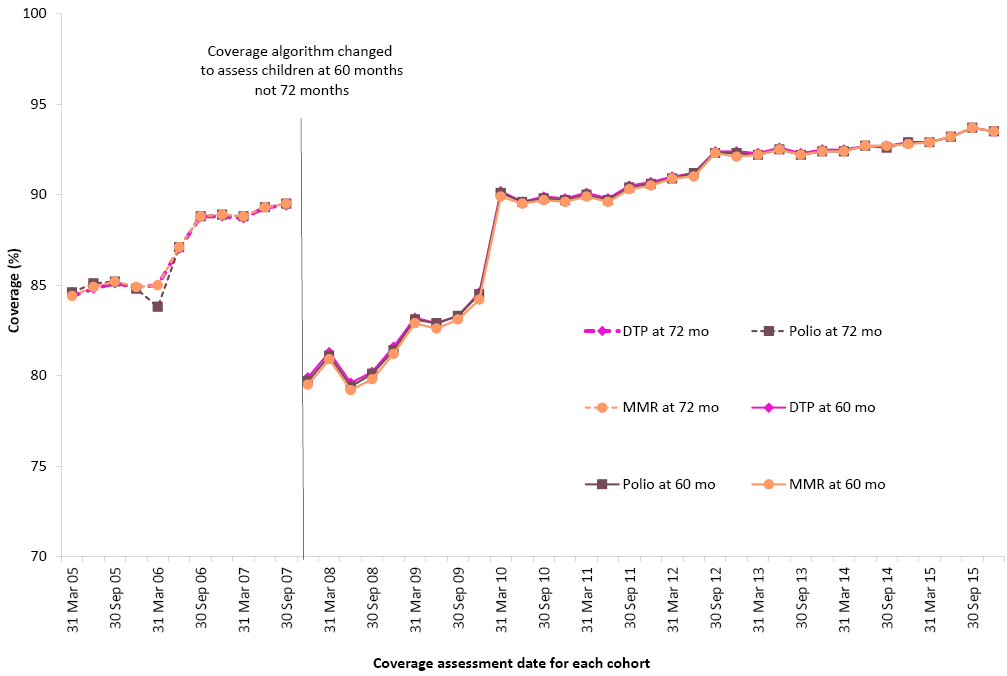 100
95
90
85
80
75
70
Coverage (%)
Coverage algorithm changed
to assess children at 60 months
not 72 months
DTP at 72 mo
Polio at 72 mo
MMR at 72 mo
DTP at 60 mo
Polio at 60 mo
MMR at 60 mo
31 Mar 05
30 Sep 05
31 Mar 06
30 Sep 06
31 Mar 07
30 Sep 07
31 Mar 08
30 Sep 08
31 Mar 09
30 Sep 09
31 Mar 10
30 Sep 10
31 Mar 11
30 Sep 11
31 Mar 12
30 Sep 12
31 Mar 13
30 Sep 13
31 Mar 14
30 Sep 14
31 Mar 15
30 Sep 15
Coverage assessment date for each cohort